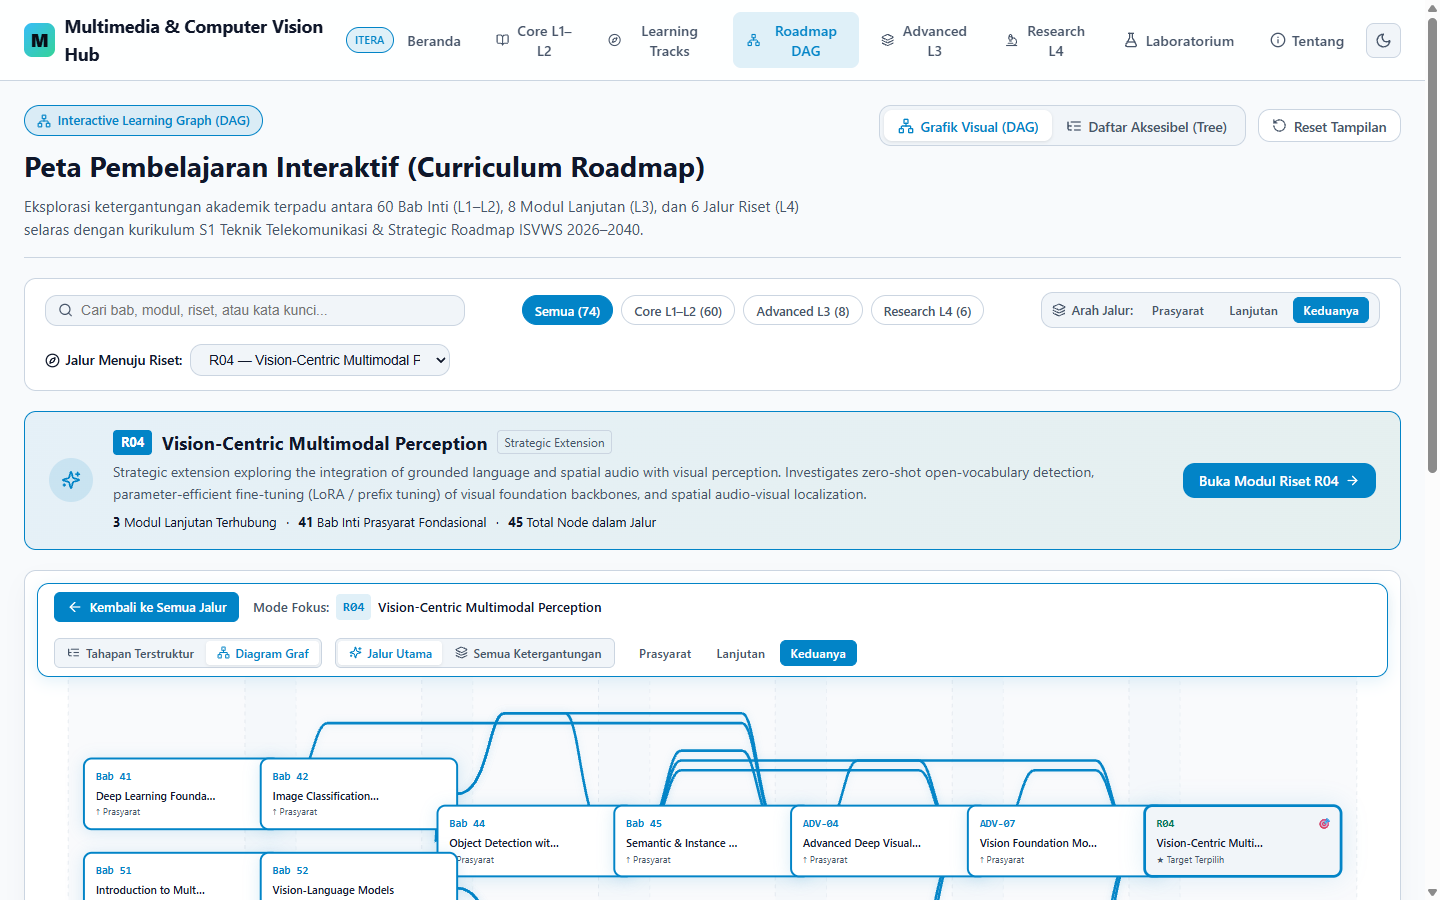 M
Multimedia & Computer Vision Hub
ITERA
Beranda
Core L1–L2
Learning Tracks
Roadmap DAG
Advanced L3
Research L4
Laboratorium
Tentang
Interactive Learning Graph (DAG)
Grafik Visual (DAG)
Daftar Aksesibel (Tree)
Reset Tampilan
Peta Pembelajaran Interaktif (Curriculum Roadmap)
Eksplorasi ketergantungan akademik terpadu antara 60 Bab Inti (L1–L2), 8 Modul Lanjutan (L3), dan 6 Jalur Riset (L4)
selaras dengan kurikulum S1 Teknik Telekomunikasi & Strategic Roadmap ISVWS 2026–2040.
Cari bab, modul, riset, atau kata kunci...
Semua (74)
Core L1–L2 (60)
Advanced L3 (8)
Research L4 (6)
Arah Jalur:
Prasyarat
Lanjutan
Keduanya
Jalur Menuju Riset:
R04 — Vision-Centric Multimodal P
R04
Vision-Centric Multimodal Perception
Strategic Extension
Strategic extension exploring the integration of grounded language and spatial audio with visual perception. Investigates zero-shot open-vocabulary detection,
parameter-efficient fine-tuning (LoRA / prefix tuning) of visual foundation backbones, and spatial audio-visual localization.
3 Modul Lanjutan Terhubung · 41 Bab Inti Prasyarat Fondasional · 45 Total Node dalam Jalur
Buka Modul Riset R04 →
← Kembali ke Semua Jalur
Mode Fokus:
R04
Vision-Centric Multimodal Perception
Tahapan Terstruktur
Diagram Graf
Jalur Utama
Semua Ketergantungan
Prasyarat
Lanjutan
Keduanya
Bab 41
Deep Learning Founda...
↑ Prasyarat
Bab 42
Image Classification...
↑ Prasyarat
Bab 44
Object Detection wit...
Prasyarat
Bab 45
Semantic & Instance ...
↑ Prasyarat
ADV-04
Advanced Deep Visual...
↑ Prasyarat
ADV-07
Vision Foundation Mo...
↑ Prasyarat
R04
Vision-Centric Multi...
★ Target Terpilih
Bab 51
Introduction to Mult...
Bab 52
Vision-Language Models